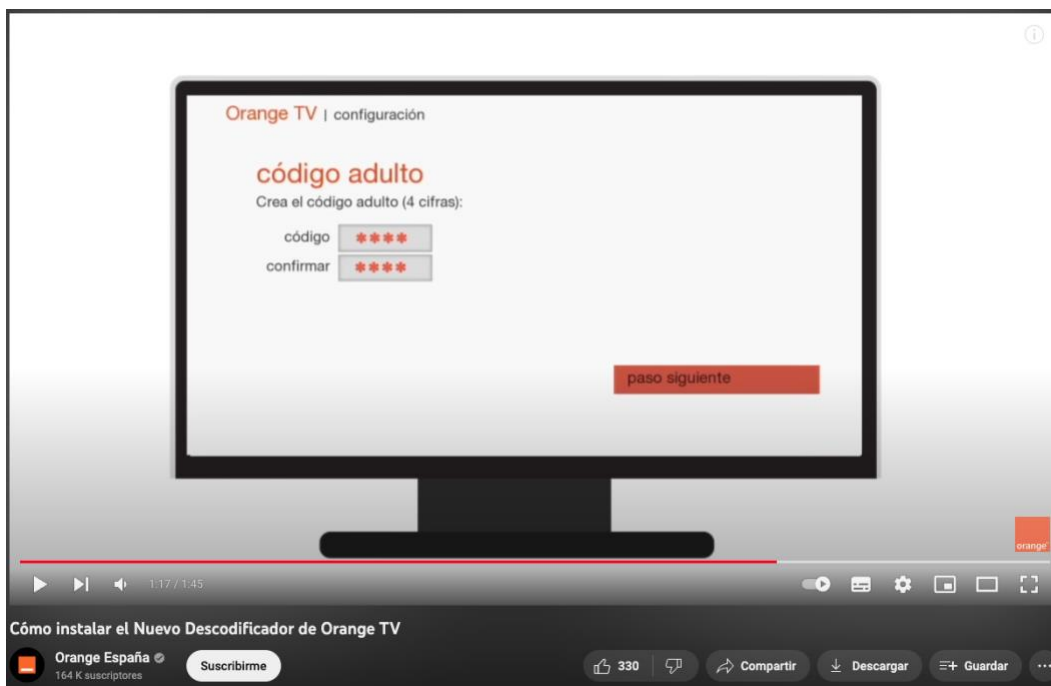 Orange TV | configuración
código adulto
Crea el código adulto (4 cifras):
código ****
confirmar ****
paso siguiente
orange
1:17 / 1:45
Cómo instalar el Nuevo Descodificador de Orange TV
Orange España
164 K suscriptores
Suscribirme
330
Compartir
Descargar
Guardar